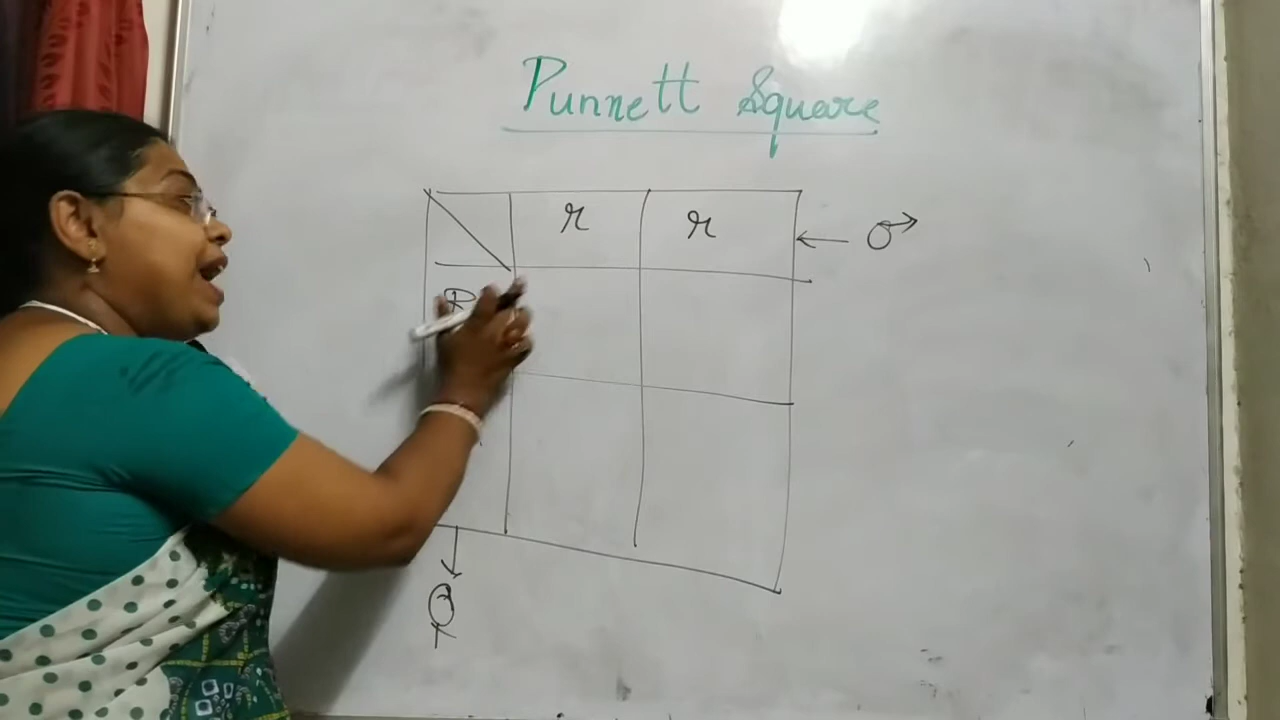 Punnett Square
r r ← ♂
R
♀